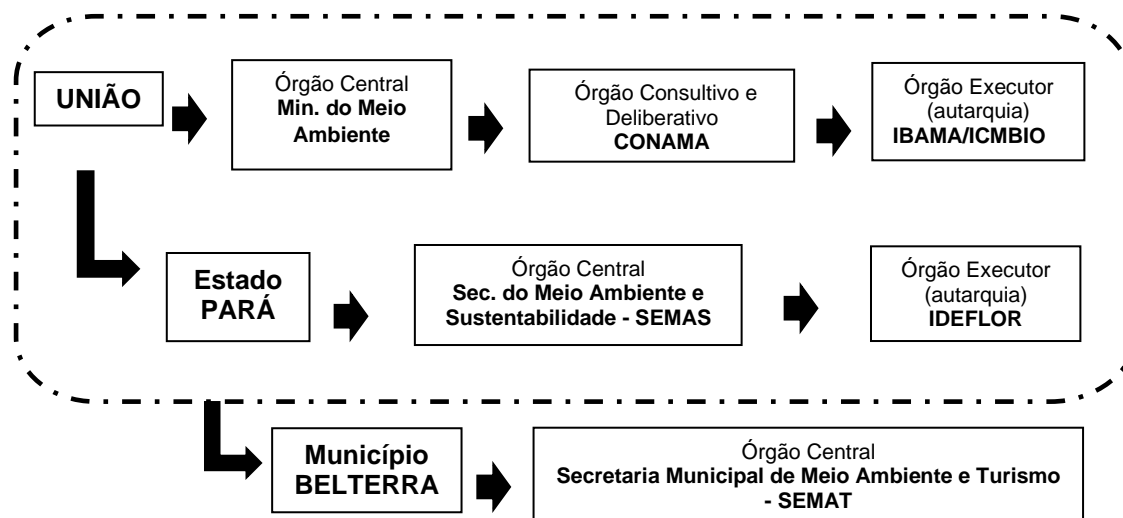 UNIÃO
Órgão Central
Min. do Meio
Ambiente
Órgão Consultivo e
Deliberativo
CONAMA
Órgão Executor
(autarquia)
IBAMA/ICMBIO
Estado
PARÁ
Órgão Central
Sec. do Meio Ambiente e
Sustentabilidade - SEMAS
Órgão Executor
(autarquia)
IDEFLOR
Município
BELTERRA
Órgão Central
Secretaria Municipal de Meio Ambiente e Turismo
- SEMAT